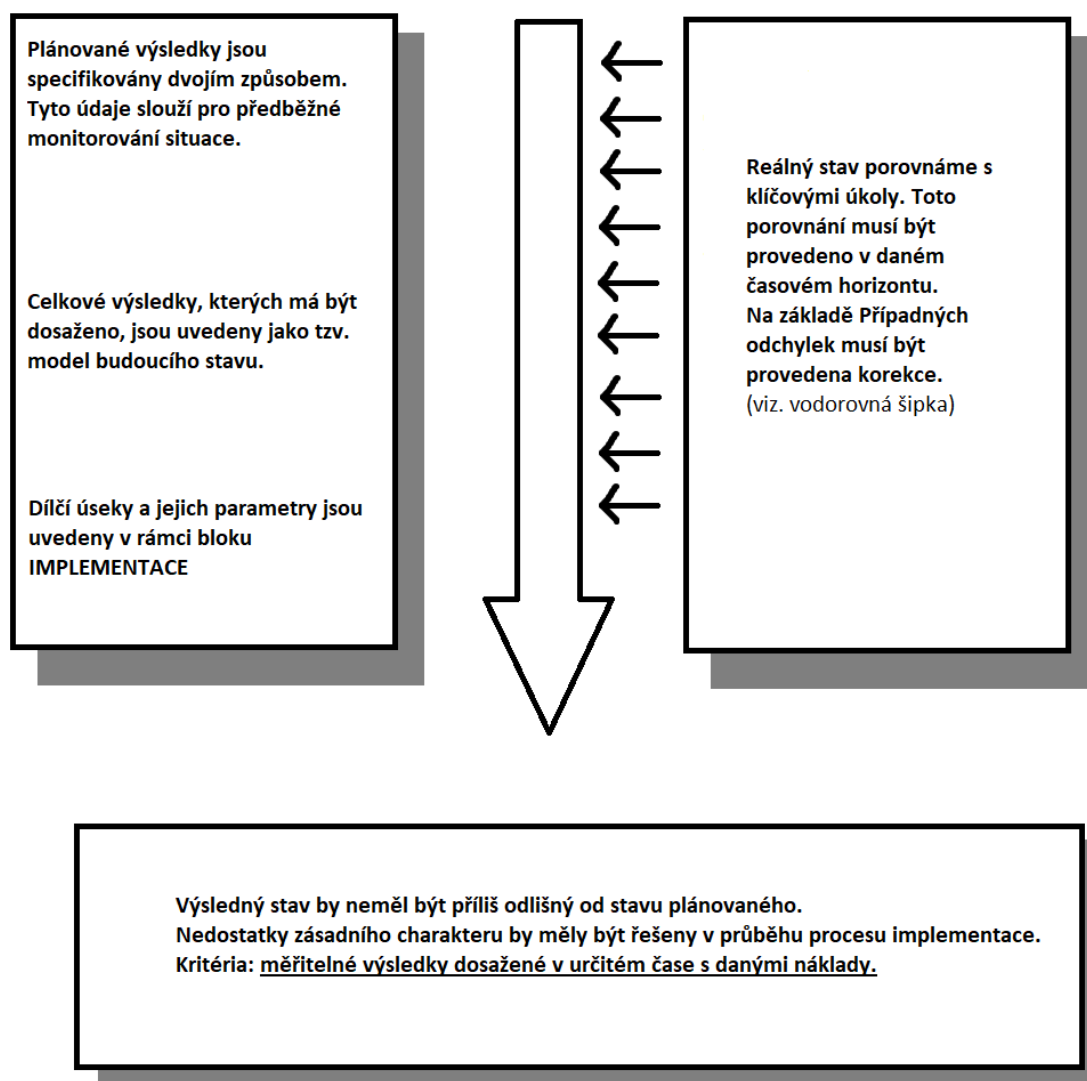 Plánované výsledky jsou
specifikovány dvojím způsobem.
Tyto údaje slouží pro předběžné
monitorování situace.
Celkové výsledky, kterých má být
dosaženo, jsou uvedeny jako tzv.
model budoucího stavu.
Dílčí úseky a jejich parametry jsou
uvedeny v rámci bloku
IMPLEMENTACE
Reálný stav porovnáme s
klíčovými úkoly. Toto
porovnání musí být
provedeno v daném
časovém horizontu.
Na základě Případných
odchylek musí být
provedena korekce.
(viz. vodorovná šipka)
Výsledný stav by neměl být příliš odlišný od stavu plánovaného.
Nedostatky zásadního charakteru by měly být řešeny v průběhu procesu implementace.
Kritéria: měřitelné výsledky dosažené v určitém čase s danými náklady.